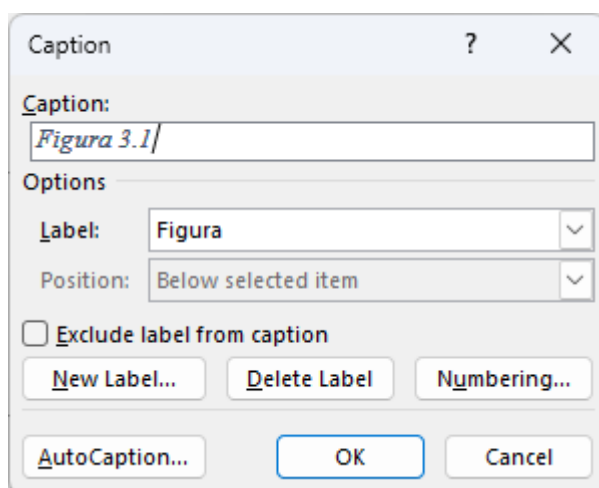 Caption ?
Caption:
Figura 3.1
Options
Label: Figura
Position: Below selected item
Exclude label from caption
New Label... Delete Label Numbering...
AutoCaption... OK Cancel